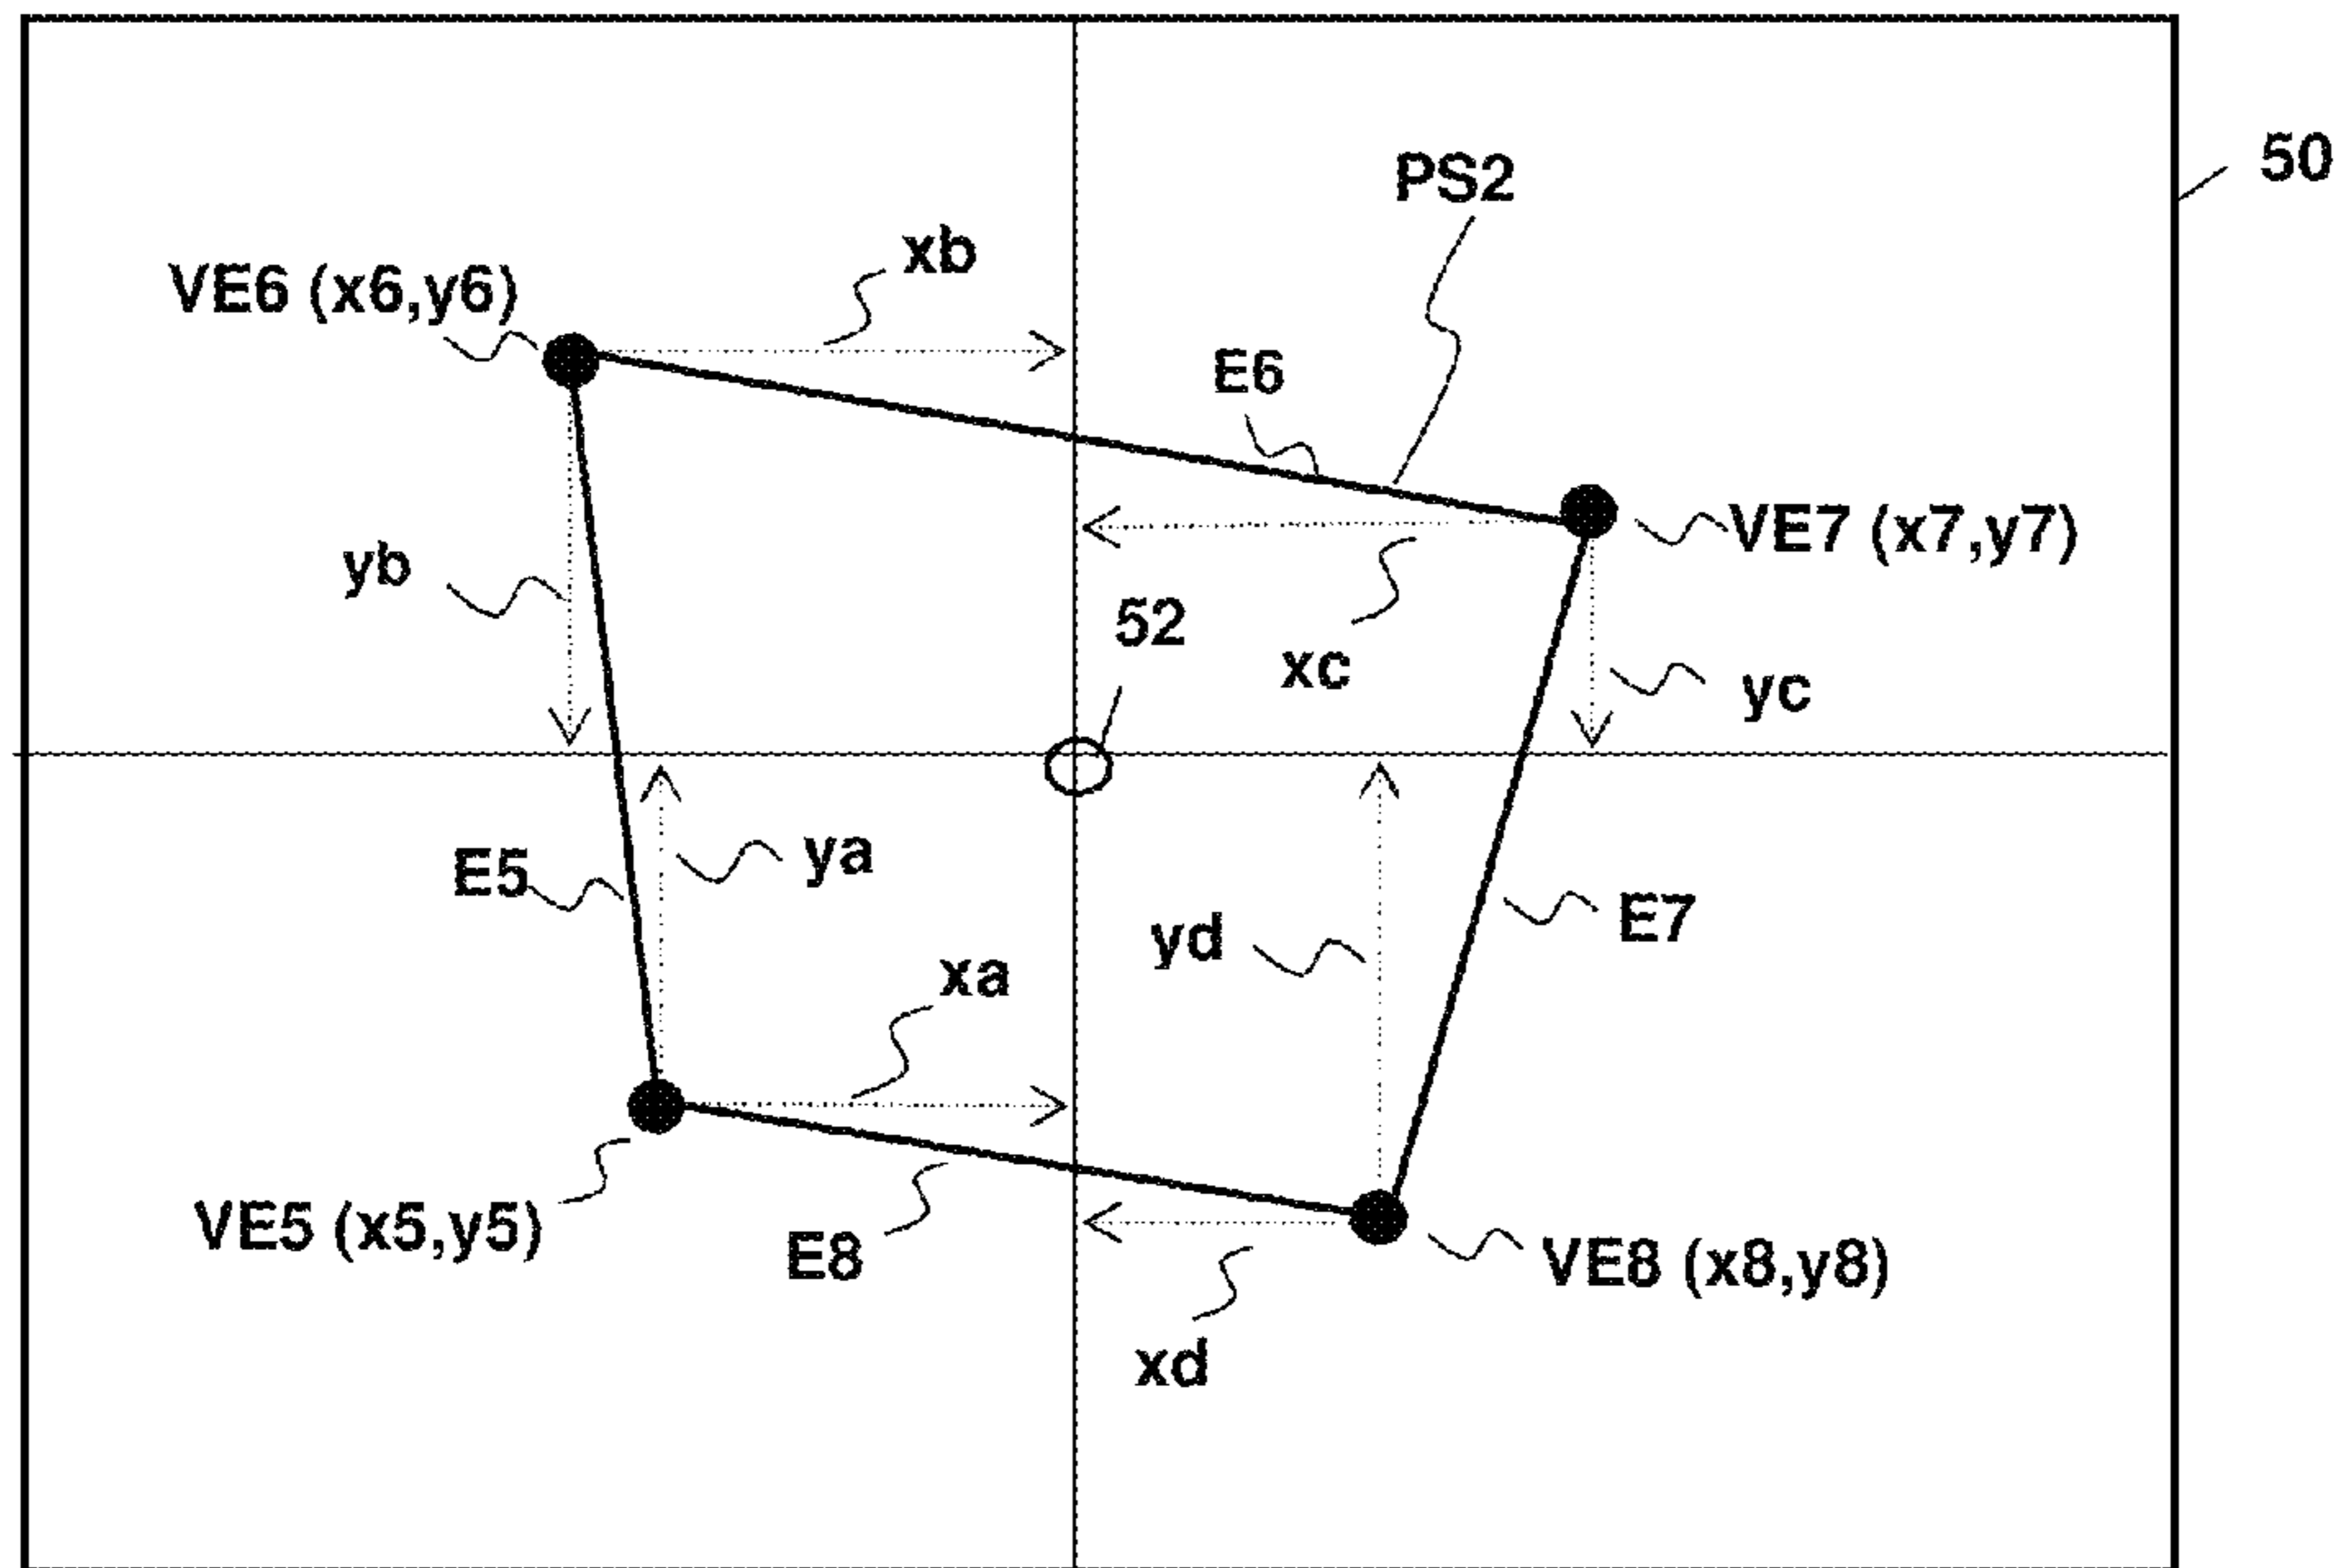 50
PS2
xb
VE6 (x6,y6)
E6
VE7 (x7,y7)
yb
52
xc
yc
ya
E5
E7
yd
xa
VE5 (x5,y5)
E8
VE8 (x8,y8)
xd